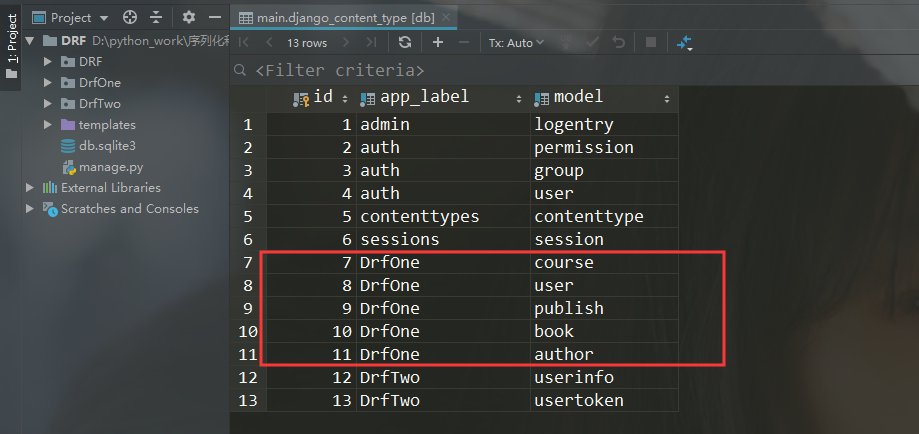 1: Project
Project
DRF D:\python_work\序列化和
DRF
DrfOne
DrfTwo
templates
db.sqlite3
manage.py
External Libraries
Scratches and Consoles
main.django_content_type [db]
13 rows
Tx: Auto
<Filter criteria>
id app_label model
1 1 admin logentry
2 2 auth permission
3 3 auth group
4 4 auth user
5 5 contenttypes contenttype
6 6 sessions session
7 7 DrfOne course
8 8 DrfOne user
9 9 DrfOne publish
10 10 DrfOne book
11 11 DrfOne author
12 12 DrfTwo userinfo
13 13 DrfTwo usertoken